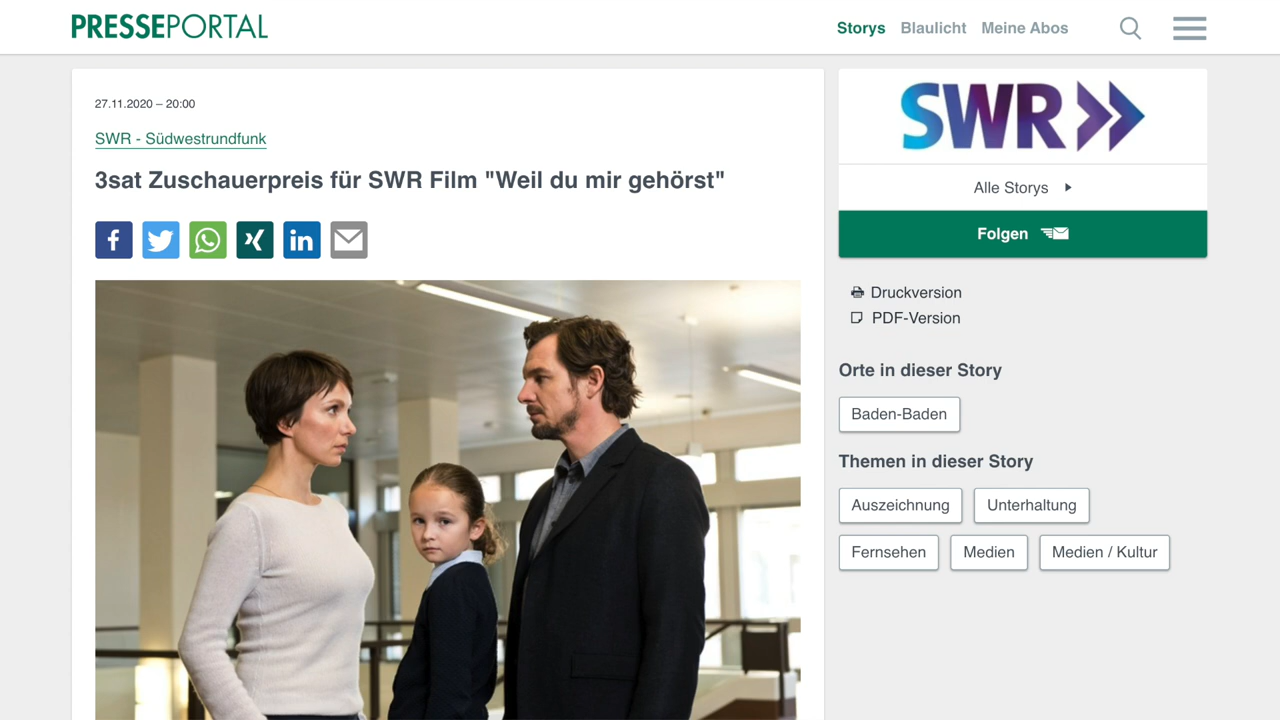 PRESSEPORTAL
Storys Blaulicht Meine Abos
27.11.2020 – 20:00
SWR - Südwestrundfunk
3sat Zuschauerpreis für SWR Film "Weil du mir gehörst"
SWR
Alle Storys
Folgen
Druckversion
PDF-Version
Orte in dieser Story
Baden-Baden
Themen in dieser Story
Auszeichnung Unterhaltung
Fernsehen Medien Medien / Kultur